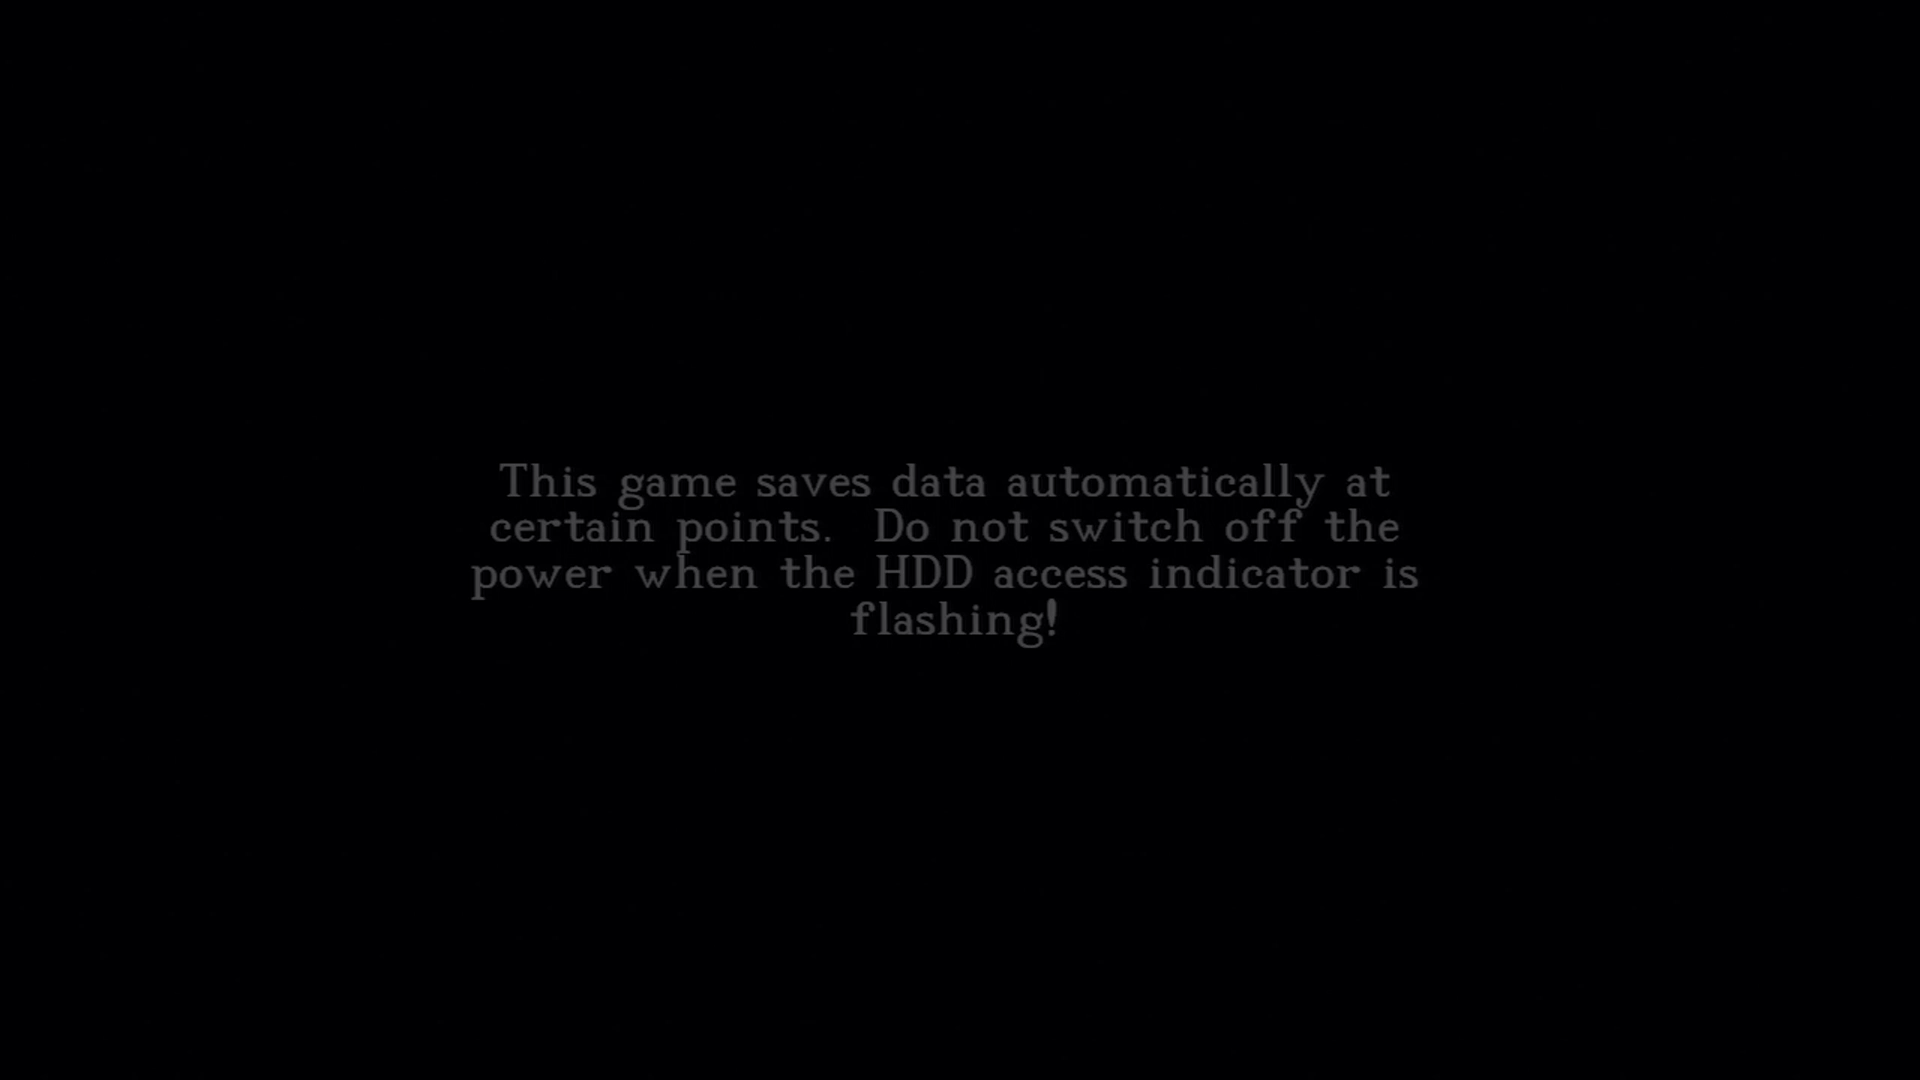 This game saves data automatically at
certain points.  Do not switch off the
power when the HDD access indicator is
flashing!